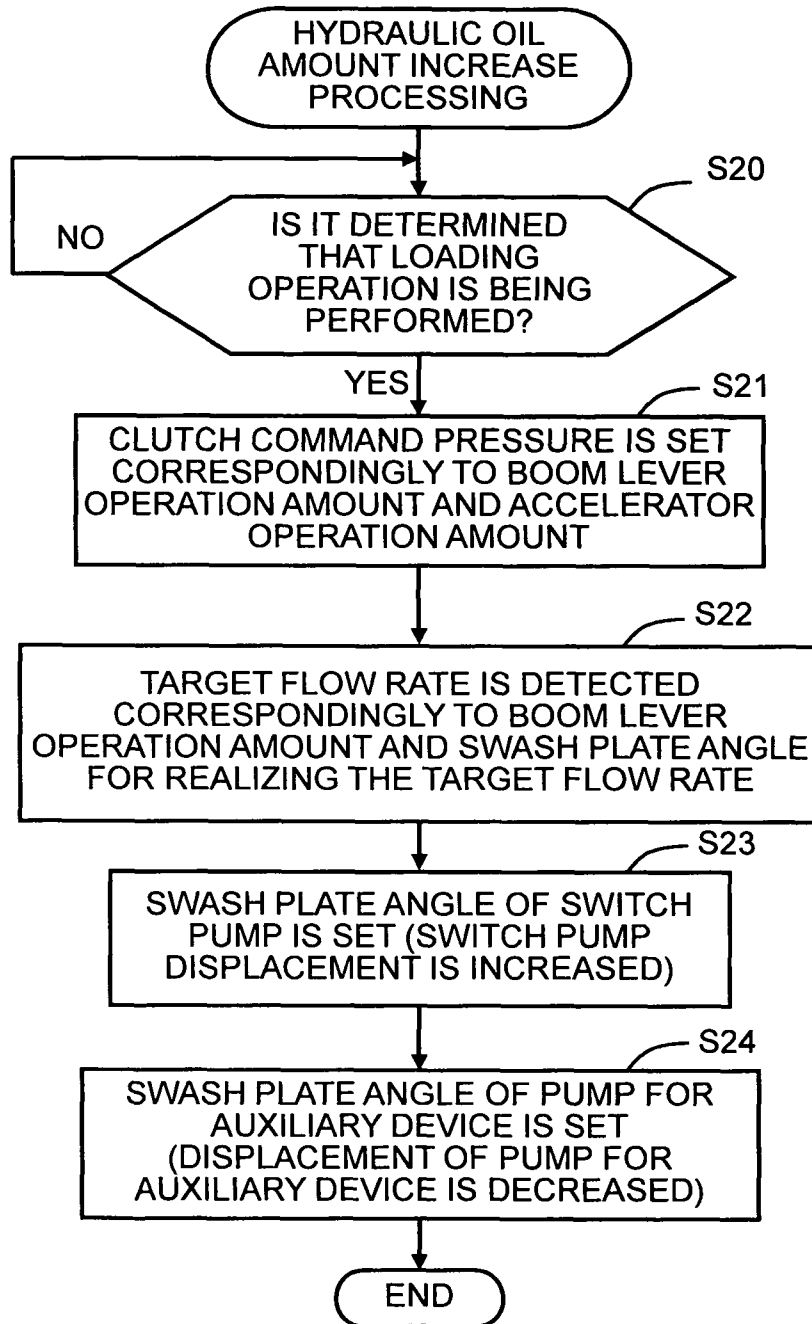 HYDRAULIC OIL
AMOUNT INCREASE
PROCESSING
S20
NO
IS IT DETERMINED
THAT LOADING
OPERATION IS BEING
PERFORMED?
YES
S21
CLUTCH COMMAND PRESSURE IS SET
CORRESPONDINGLY TO BOOM LEVER
OPERATION AMOUNT AND ACCELERATOR
OPERATION AMOUNT
S22
TARGET FLOW RATE IS DETECTED
CORRESPONDINGLY TO BOOM LEVER
OPERATION AMOUNT AND SWASH PLATE ANGLE
FOR REALIZING THE TARGET FLOW RATE
S23
SWASH PLATE ANGLE OF SWITCH
PUMP IS SET (SWITCH PUMP
DISPLACEMENT IS INCREASED)
S24
SWASH PLATE ANGLE OF PUMP FOR
AUXILIARY DEVICE IS SET
(DISPLACEMENT OF PUMP FOR
AUXILIARY DEVICE IS DECREASED)
END